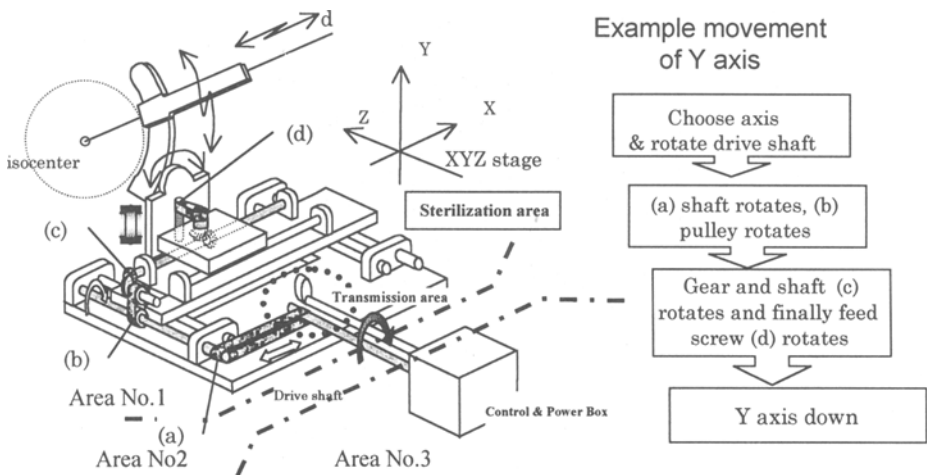 d
Y
Z
X
XYZ stage
isocenter
(d)
(c)
Sterilization area
Transmission area
(b)
Area No.1
Drive shaft
(a)
Area No2
Area No.3
Control & Power Box
Example movement
of Y axis
Choose axis
& rotate drive shaft
(a) shaft rotates, (b)
pulley rotates
Gear and shaft (c)
rotates and finally feed
screw (d) rotates
Y axis down